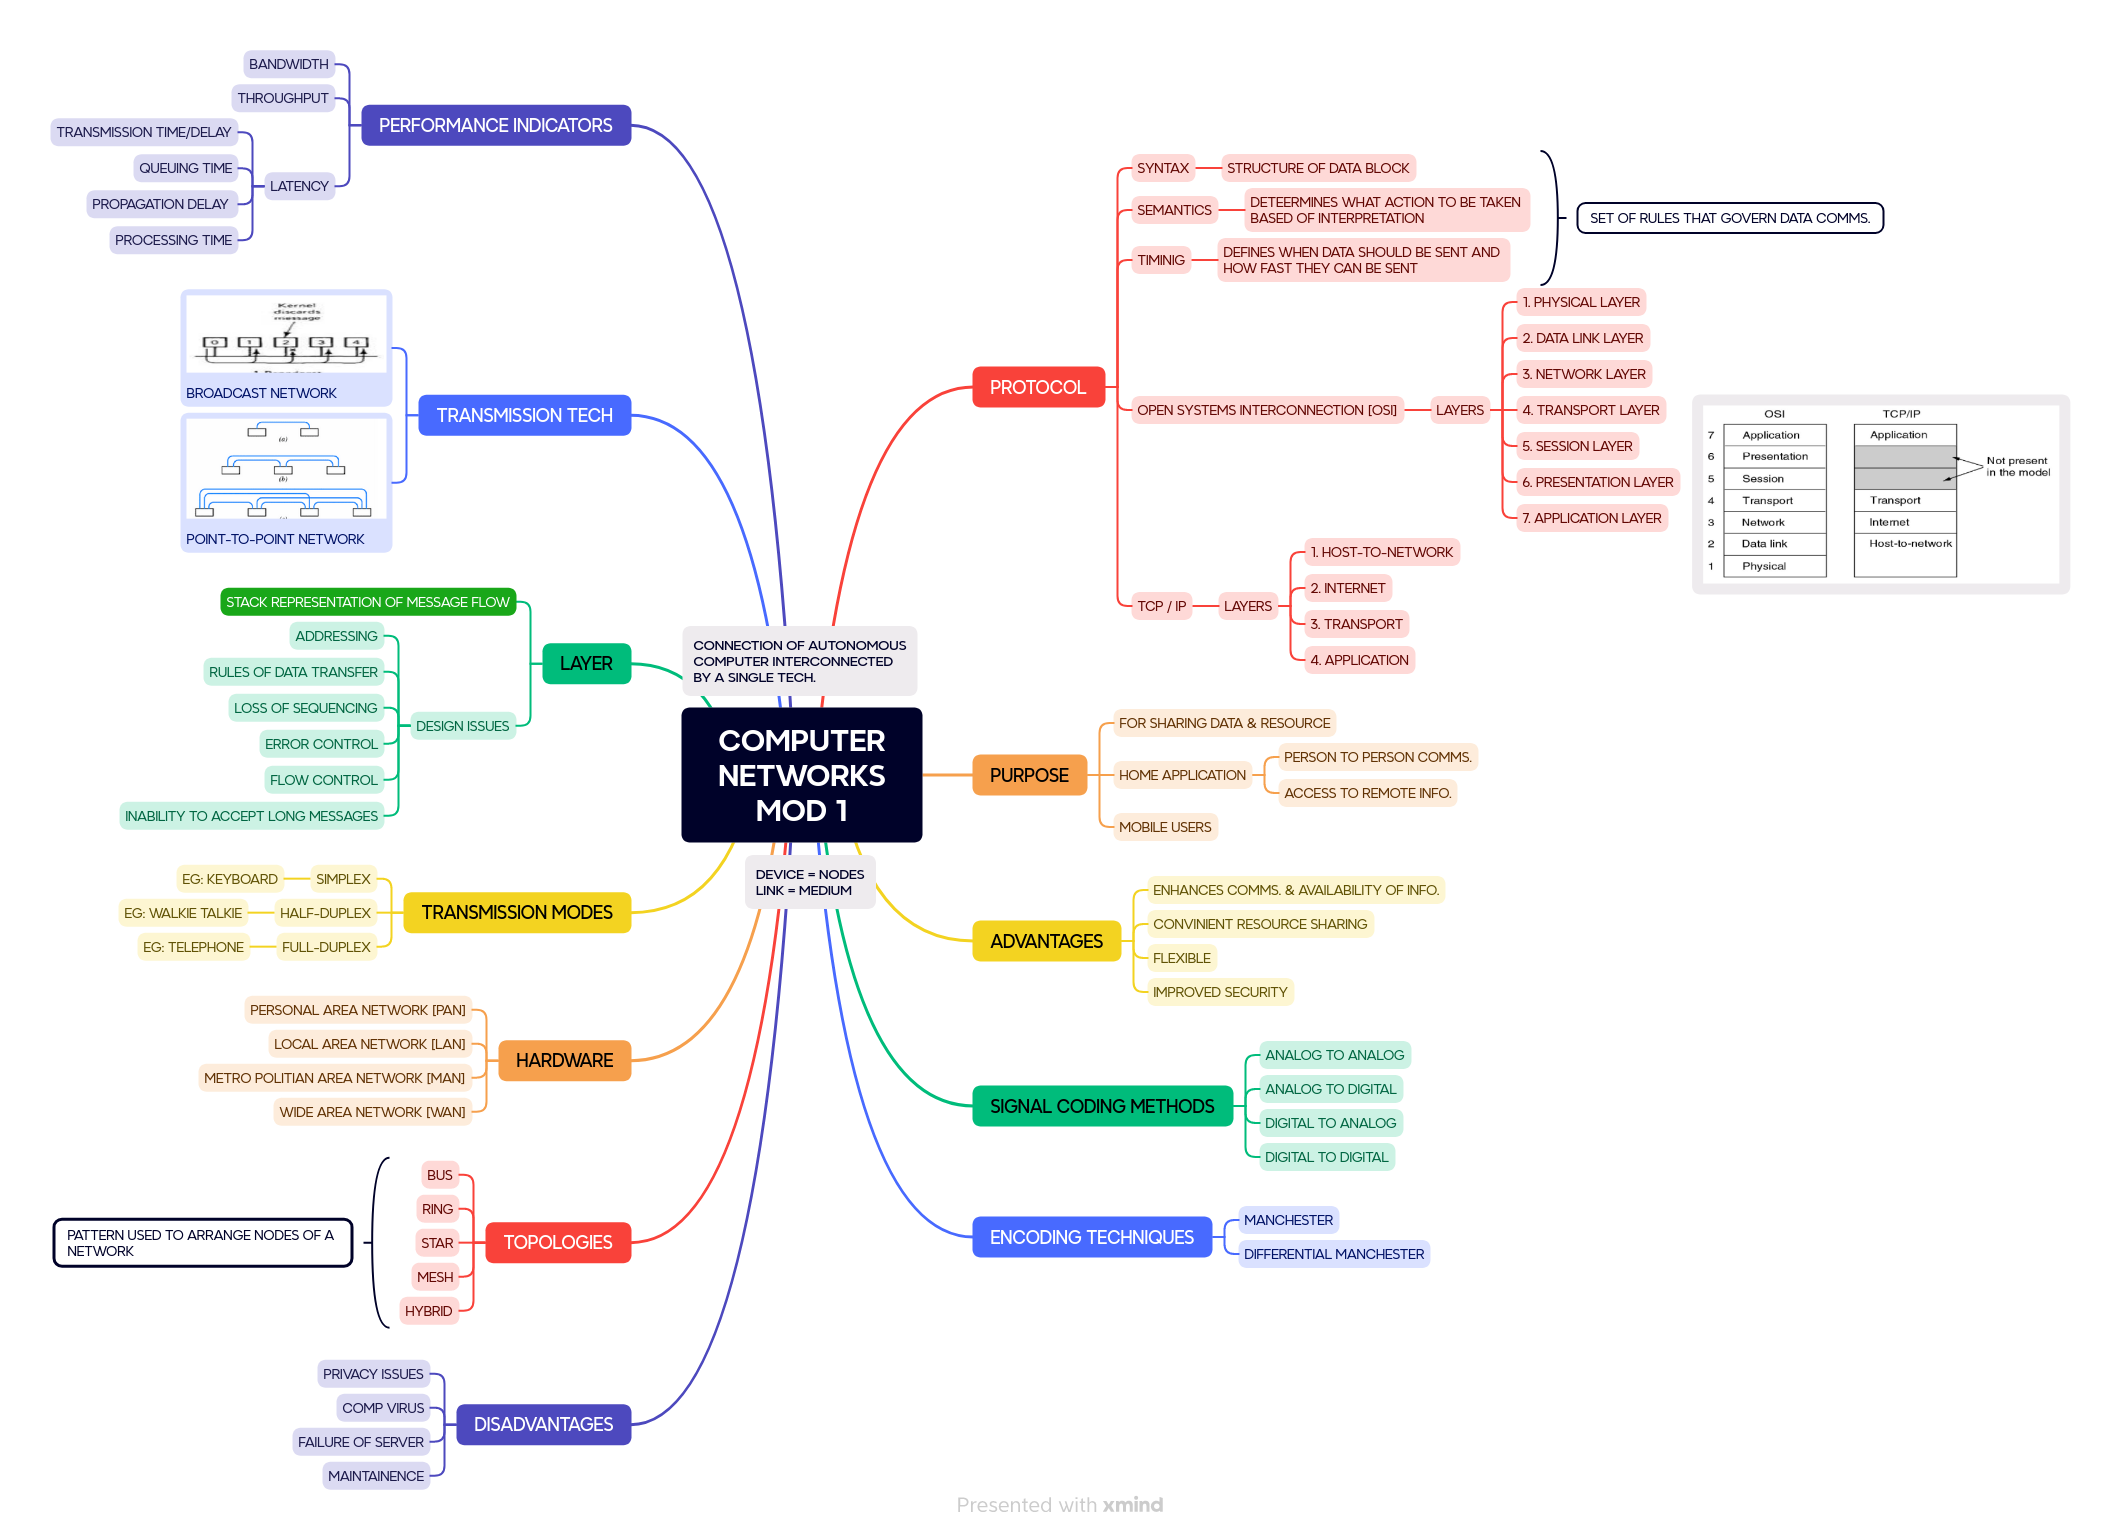 BANDWIDTH
THROUGHPUT
TRANSMISSION TIME/DELAY
QUEUING TIME
PROPAGATION DELAY
PROCESSING TIME
LATENCY
PERFORMANCE INDICATORS
Kernel
discards
message
0 1 2 3 4
BROADCAST NETWORK
(a)
(b)
POINT-TO-POINT NETWORK
TRANSMISSION TECH
STACK REPRESENTATION OF MESSAGE FLOW
ADDRESSING
RULES OF DATA TRANSFER
LOSS OF SEQUENCING
ERROR CONTROL
FLOW CONTROL
INABILITY TO ACCEPT LONG MESSAGES
DESIGN ISSUES
LAYER
EG: KEYBOARD
SIMPLEX
EG: WALKIE TALKIE
HALF-DUPLEX
EG: TELEPHONE
FULL-DUPLEX
TRANSMISSION MODES
PERSONAL AREA NETWORK [PAN]
LOCAL AREA NETWORK [LAN]
METRO POLITIAN AREA NETWORK [MAN]
WIDE AREA NETWORK [WAN]
HARDWARE
PATTERN USED TO ARRANGE NODES OF A
NETWORK
BUS
RING
STAR
MESH
HYBRID
TOPOLOGIES
PRIVACY ISSUES
COMP VIRUS
FAILURE OF SERVER
MAINTAINENCE
DISADVANTAGES
CONNECTION OF AUTONOMOUS
COMPUTER INTERCONNECTED
BY A SINGLE TECH.
COMPUTER
NETWORKS
MOD 1
DEVICE = NODES
LINK = MEDIUM
PROTOCOL
SYNTAX
STRUCTURE OF DATA BLOCK
SEMANTICS
DETEERMINES WHAT ACTION TO BE TAKEN
BASED OF INTERPRETATION
TIMINIG
DEFINES WHEN DATA SHOULD BE SENT AND
HOW FAST THEY CAN BE SENT
SET OF RULES THAT GOVERN DATA COMMS.
OPEN SYSTEMS INTERCONNECTION [OSI]
LAYERS
1. PHYSICAL LAYER
2. DATA LINK LAYER
3. NETWORK LAYER
4. TRANSPORT LAYER
5. SESSION LAYER
6. PRESENTATION LAYER
7. APPLICATION LAYER
OSI TCP/IP
7 Application Application
6 Presentation
5 Session
Not present
in the model
4 Transport Transport
3 Network Internet
2 Data link Host-to-network
1 Physical
TCP / IP
LAYERS
1. HOST-TO-NETWORK
2. INTERNET
3. TRANSPORT
4. APPLICATION
PURPOSE
FOR SHARING DATA & RESOURCE
HOME APPLICATION
PERSON TO PERSON COMMS.
ACCESS TO REMOTE INFO.
MOBILE USERS
ADVANTAGES
ENHANCES COMMS. & AVAILABILITY OF INFO.
CONVINIENT RESOURCE SHARING
FLEXIBLE
IMPROVED SECURITY
SIGNAL CODING METHODS
ANALOG TO ANALOG
ANALOG TO DIGITAL
DIGITAL TO ANALOG
DIGITAL TO DIGITAL
ENCODING TECHNIQUES
MANCHESTER
DIFFERENTIAL MANCHESTER
Presented with xmind